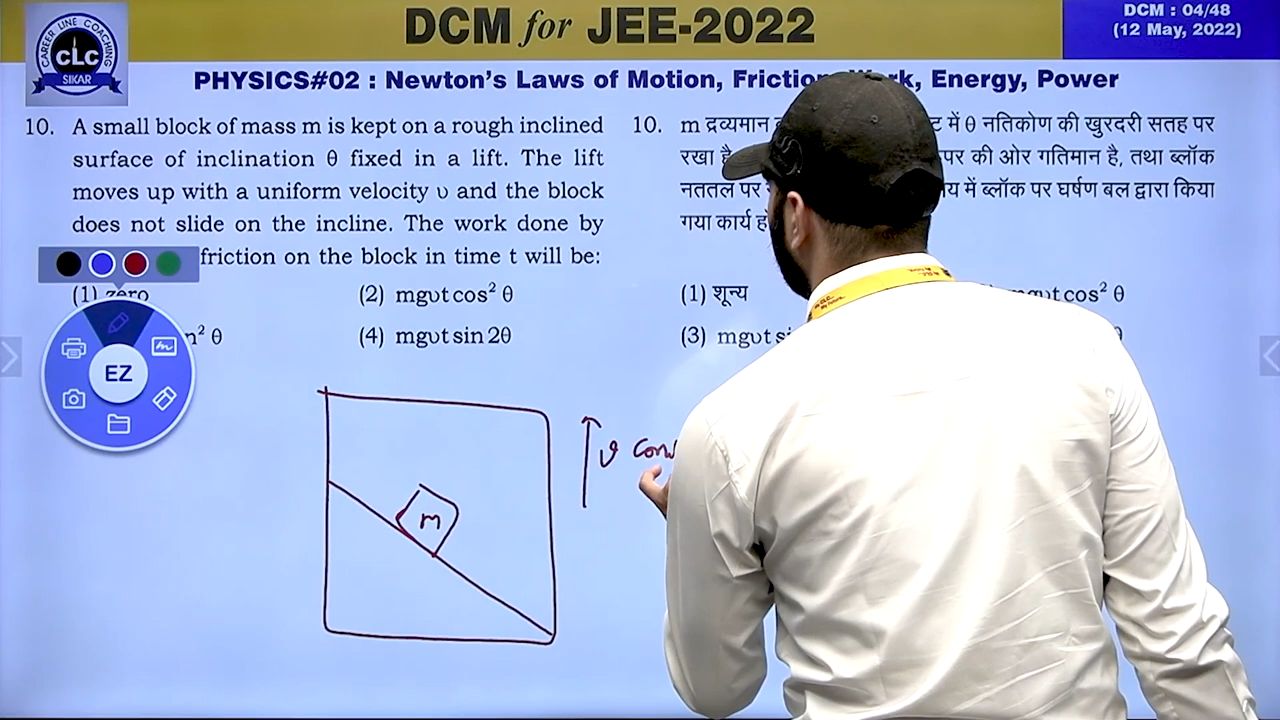 DCM for JEE-2022
DCM : 04/48
(12 May, 2022)
CAREER LINE COACHING
CLC
SIKAR
PHYSICS#02 : Newton's Laws of Motion, Friction, Work, Energy, Power
10. A small block of mass m is kept on a rough inclined
surface of inclination θ fixed in a lift. The lift
moves up with a uniform velocity υ and the block
does not slide on the incline. The work done by
friction on the block in time t will be:
(1) zero
(2) mgυt cos² θ
n² θ
(4) mgυt sin 2θ
10. m द्रव्यमान
में θ नतिकोण की खुरदरी सतह पर
रखा है
पर की ओर गतिमान है, तथा ब्लॉक
नततल पर
में ब्लॉक पर घर्षण बल द्वारा किया
गया कार्य
(1) शून्य
mgυt cos² θ
(3) mgυt si
θ
EZ
m
v